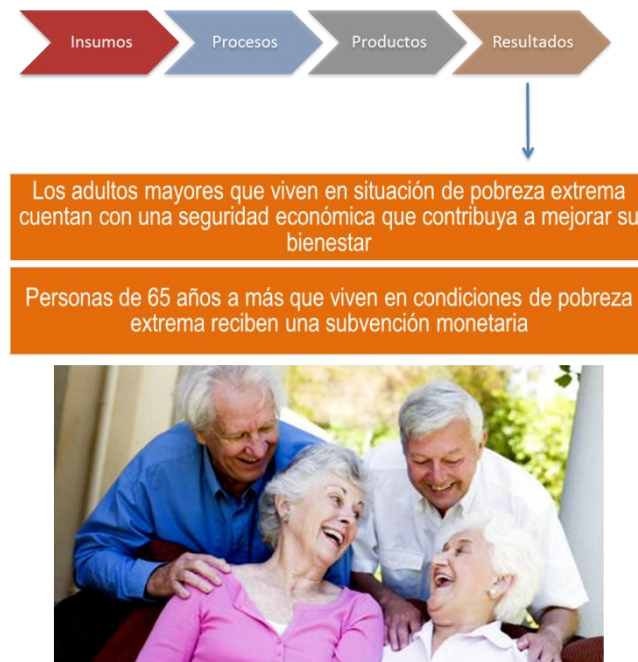 Insumos
Procesos
Productos
Resultados
Los adultos mayores que viven en situación de pobreza extrema
cuentan con una seguridad económica que contribuya a mejorar su
bienestar
Personas de 65 años a más que viven en condiciones de pobreza
extrema reciben una subvención monetaria